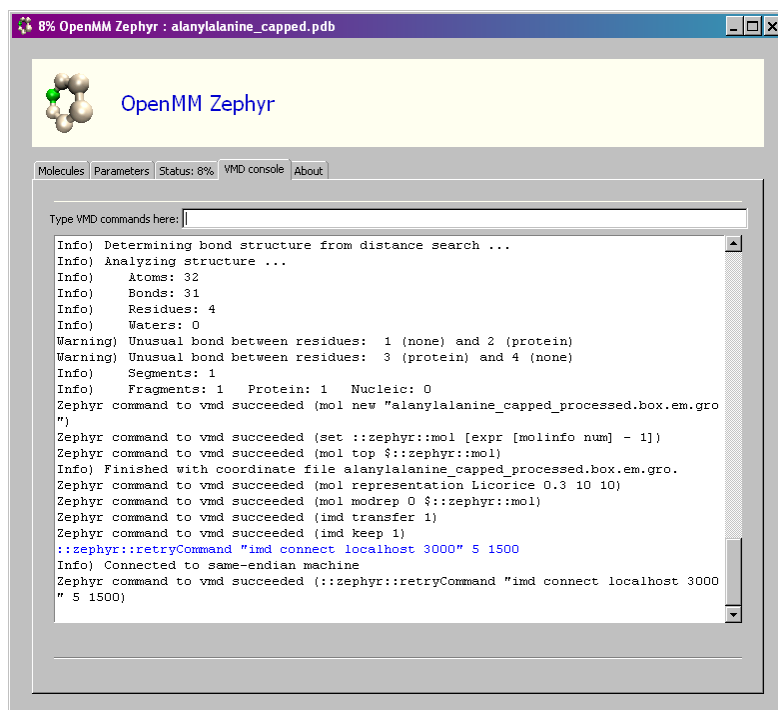 8% OpenMM Zephyr : alanylalanine_capped.pdb
OpenMM Zephyr
Molecules Parameters Status: 8% VMD console About
Type VMD commands here:
Info) Determining bond structure from distance search ...
Info) Analyzing structure ...
Info)    Atoms: 32
Info)    Bonds: 31
Info)    Residues: 4
Info)    Waters: 0
Warning) Unusual bond between residues:  1 (none) and 2 (protein)
Warning) Unusual bond between residues:  3 (protein) and 4 (none)
Info)    Segments: 1
Info)    Fragments: 1   Protein: 1   Nucleic: 0
Zephyr command to vmd succeeded (mol new "alanylalanine_capped_processed.box.em.gro
")
Zephyr command to vmd succeeded (set ::zephyr::mol [expr [molinfo num] - 1])
Zephyr command to vmd succeeded (mol top $::zephyr::mol)
Info) Finished with coordinate file alanylalanine_capped_processed.box.em.gro.
Zephyr command to vmd succeeded (mol representation Licorice 0.3 10 10)
Zephyr command to vmd succeeded (mol modrep 0 $::zephyr::mol)
Zephyr command to vmd succeeded (imd transfer 1)
Zephyr command to vmd succeeded (imd keep 1)
::zephyr::retryCommand "imd connect localhost 3000" 5 1500
Info) Connected to same-endian machine
Zephyr command to vmd succeeded (::zephyr::retryCommand "imd connect localhost 3000
" 5 1500)